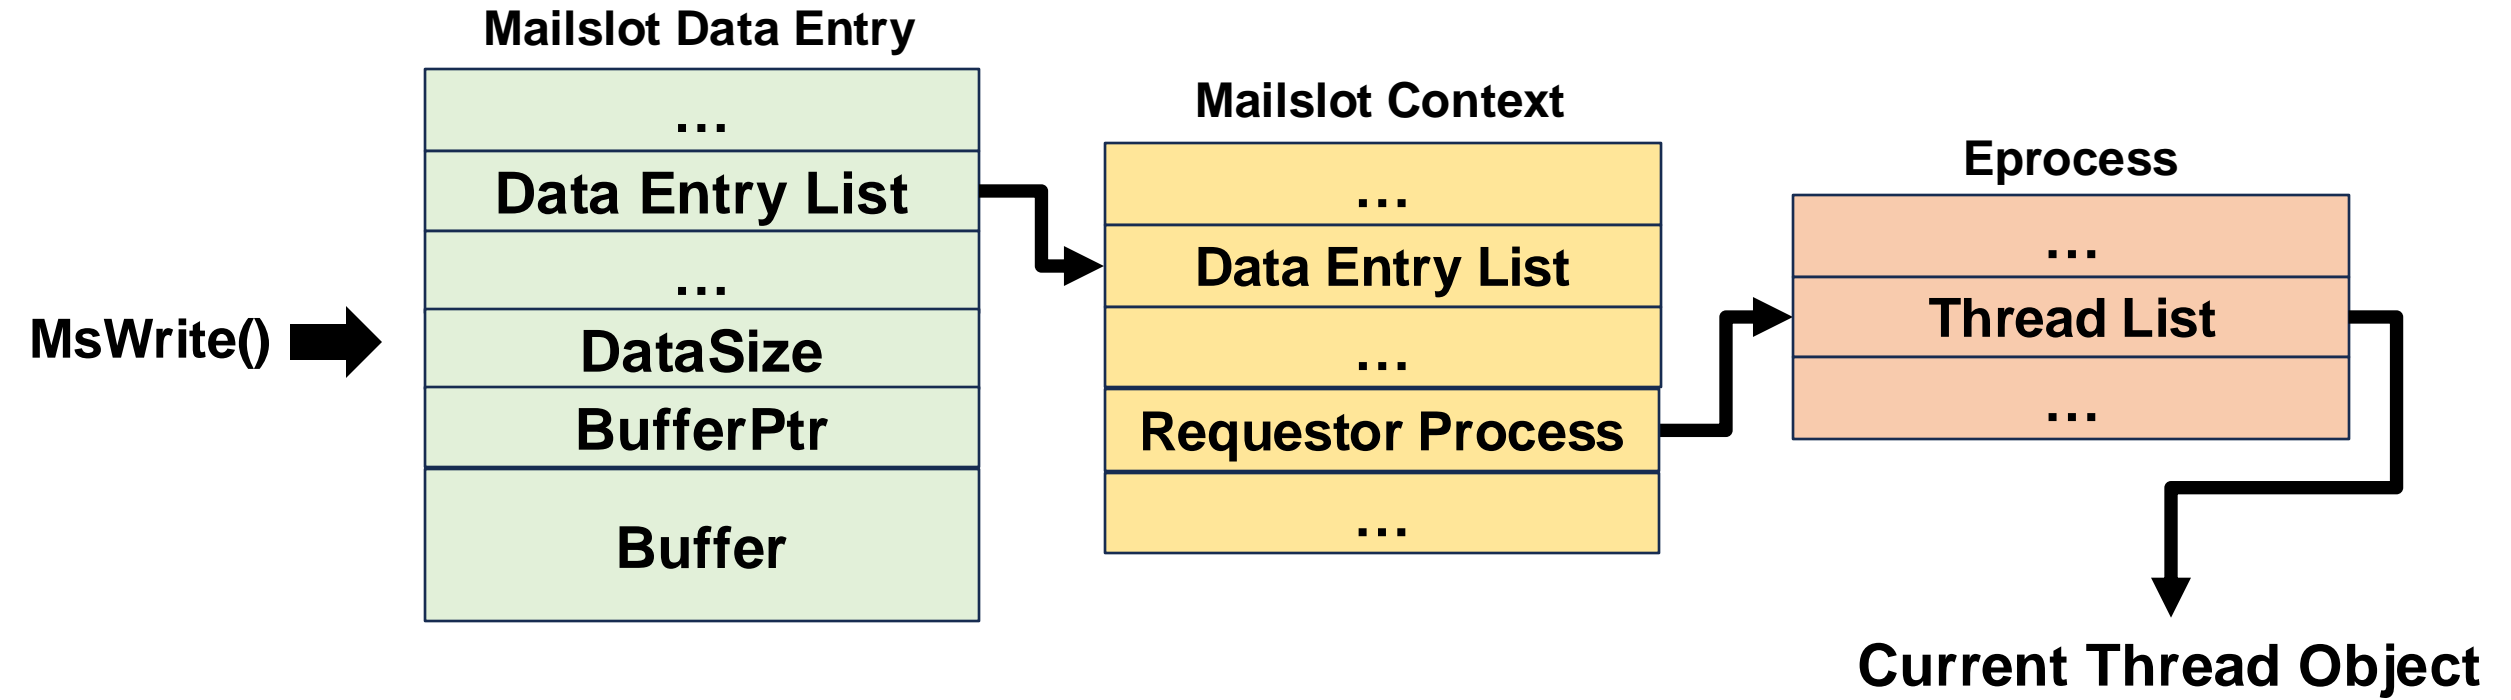 MsWrite()
Mailslot Data Entry
...
Data Entry List
...
DataSize
BufferPtr
Buffer
Mailslot Context
...
Data Entry List
...
Requestor Process
...
Eprocess
...
Thread List
...
Current Thread Object